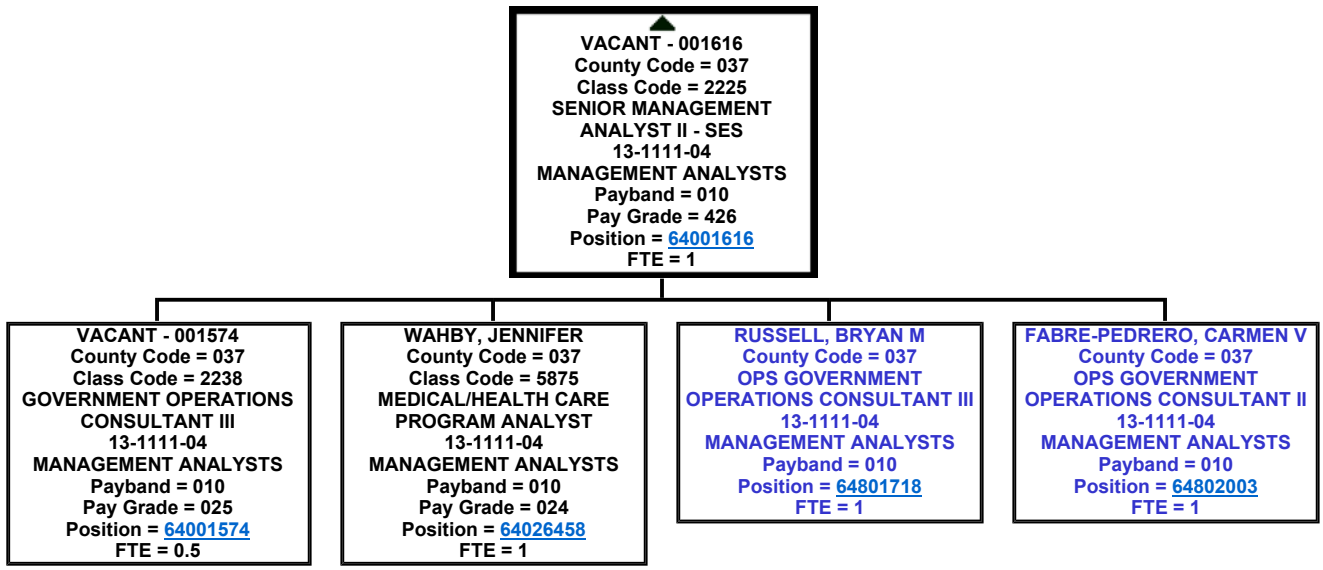 VACANT - 001616
County Code = 037
Class Code = 2225
SENIOR MANAGEMENT
ANALYST II - SES
13-1111-04
MANAGEMENT ANALYSTS
Payband = 010
Pay Grade = 426
Position = 64001616
FTE = 1
VACANT - 001574
County Code = 037
Class Code = 2238
GOVERNMENT OPERATIONS
CONSULTANT III
13-1111-04
MANAGEMENT ANALYSTS
Payband = 010
Pay Grade = 025
Position = 64001574
FTE = 0.5
WAHBY, JENNIFER
County Code = 037
Class Code = 5875
MEDICAL/HEALTH CARE
PROGRAM ANALYST
13-1111-04
MANAGEMENT ANALYSTS
Payband = 010
Pay Grade = 024
Position = 64026458
FTE = 1
RUSSELL, BRYAN M
County Code = 037
OPS GOVERNMENT
OPERATIONS CONSULTANT III
13-1111-04
MANAGEMENT ANALYSTS
Payband = 010
Position = 64801718
FTE = 1
FABRE-PEDRERO, CARMEN V
County Code = 037
OPS GOVERNMENT
OPERATIONS CONSULTANT II
13-1111-04
MANAGEMENT ANALYSTS
Payband = 010
Position = 64802003
FTE = 1